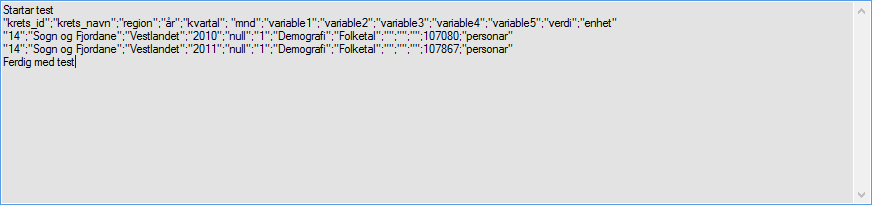 Startar test
"krets_id";"krets_navn";"region";"år";"kvartal"; "mnd";"variable1";"variable2";"variable3";"variable4";"variable5";"verdi";"enhet"
"14";"Sogn og Fjordane";"Vestlandet";"2010";"null";"1";"Demografi";"Folketal";"";"";"";107080;"personar"
"14";"Sogn og Fjordane";"Vestlandet";"2011";"null";"1";"Demografi";"Folketal";"";"";"";107867;"personar"
Ferdig med test